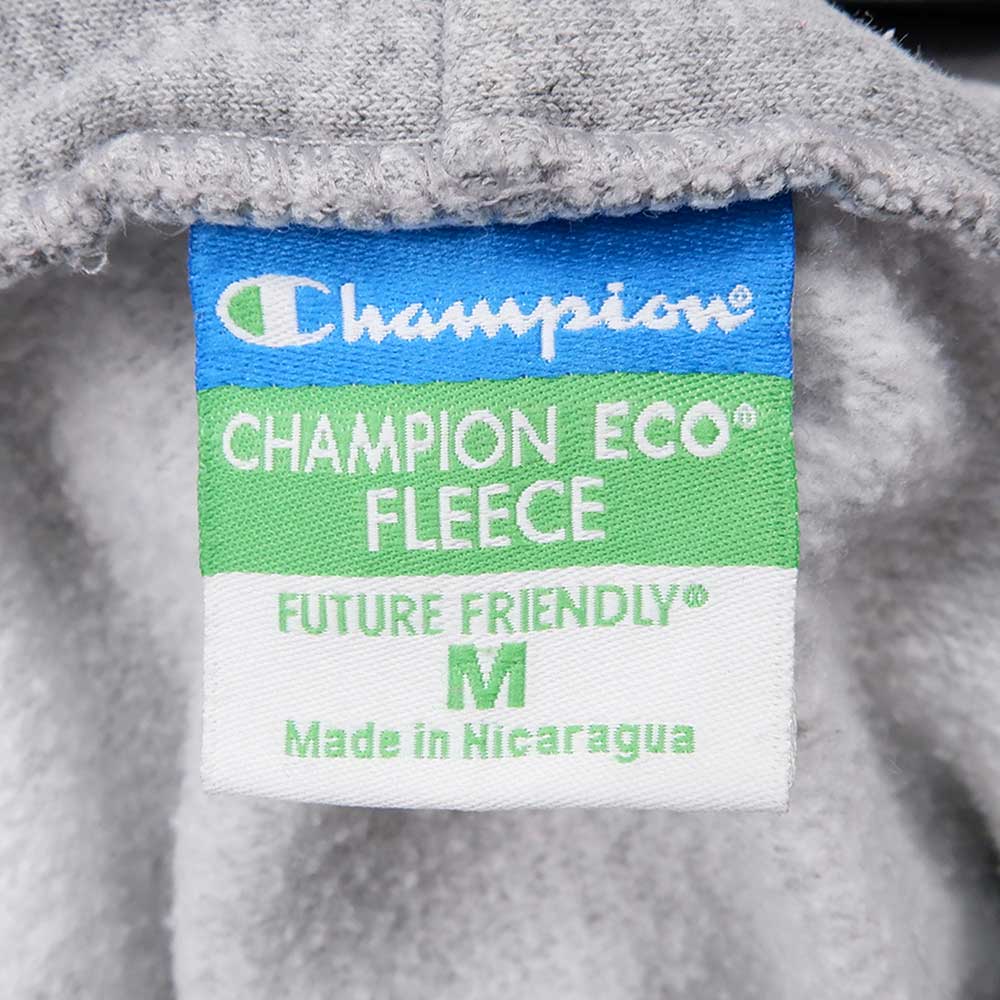 Champion®
CHAMPION ECO®
FLEECE
FUTURE FRIENDLY®
M
Made in Nicaragua